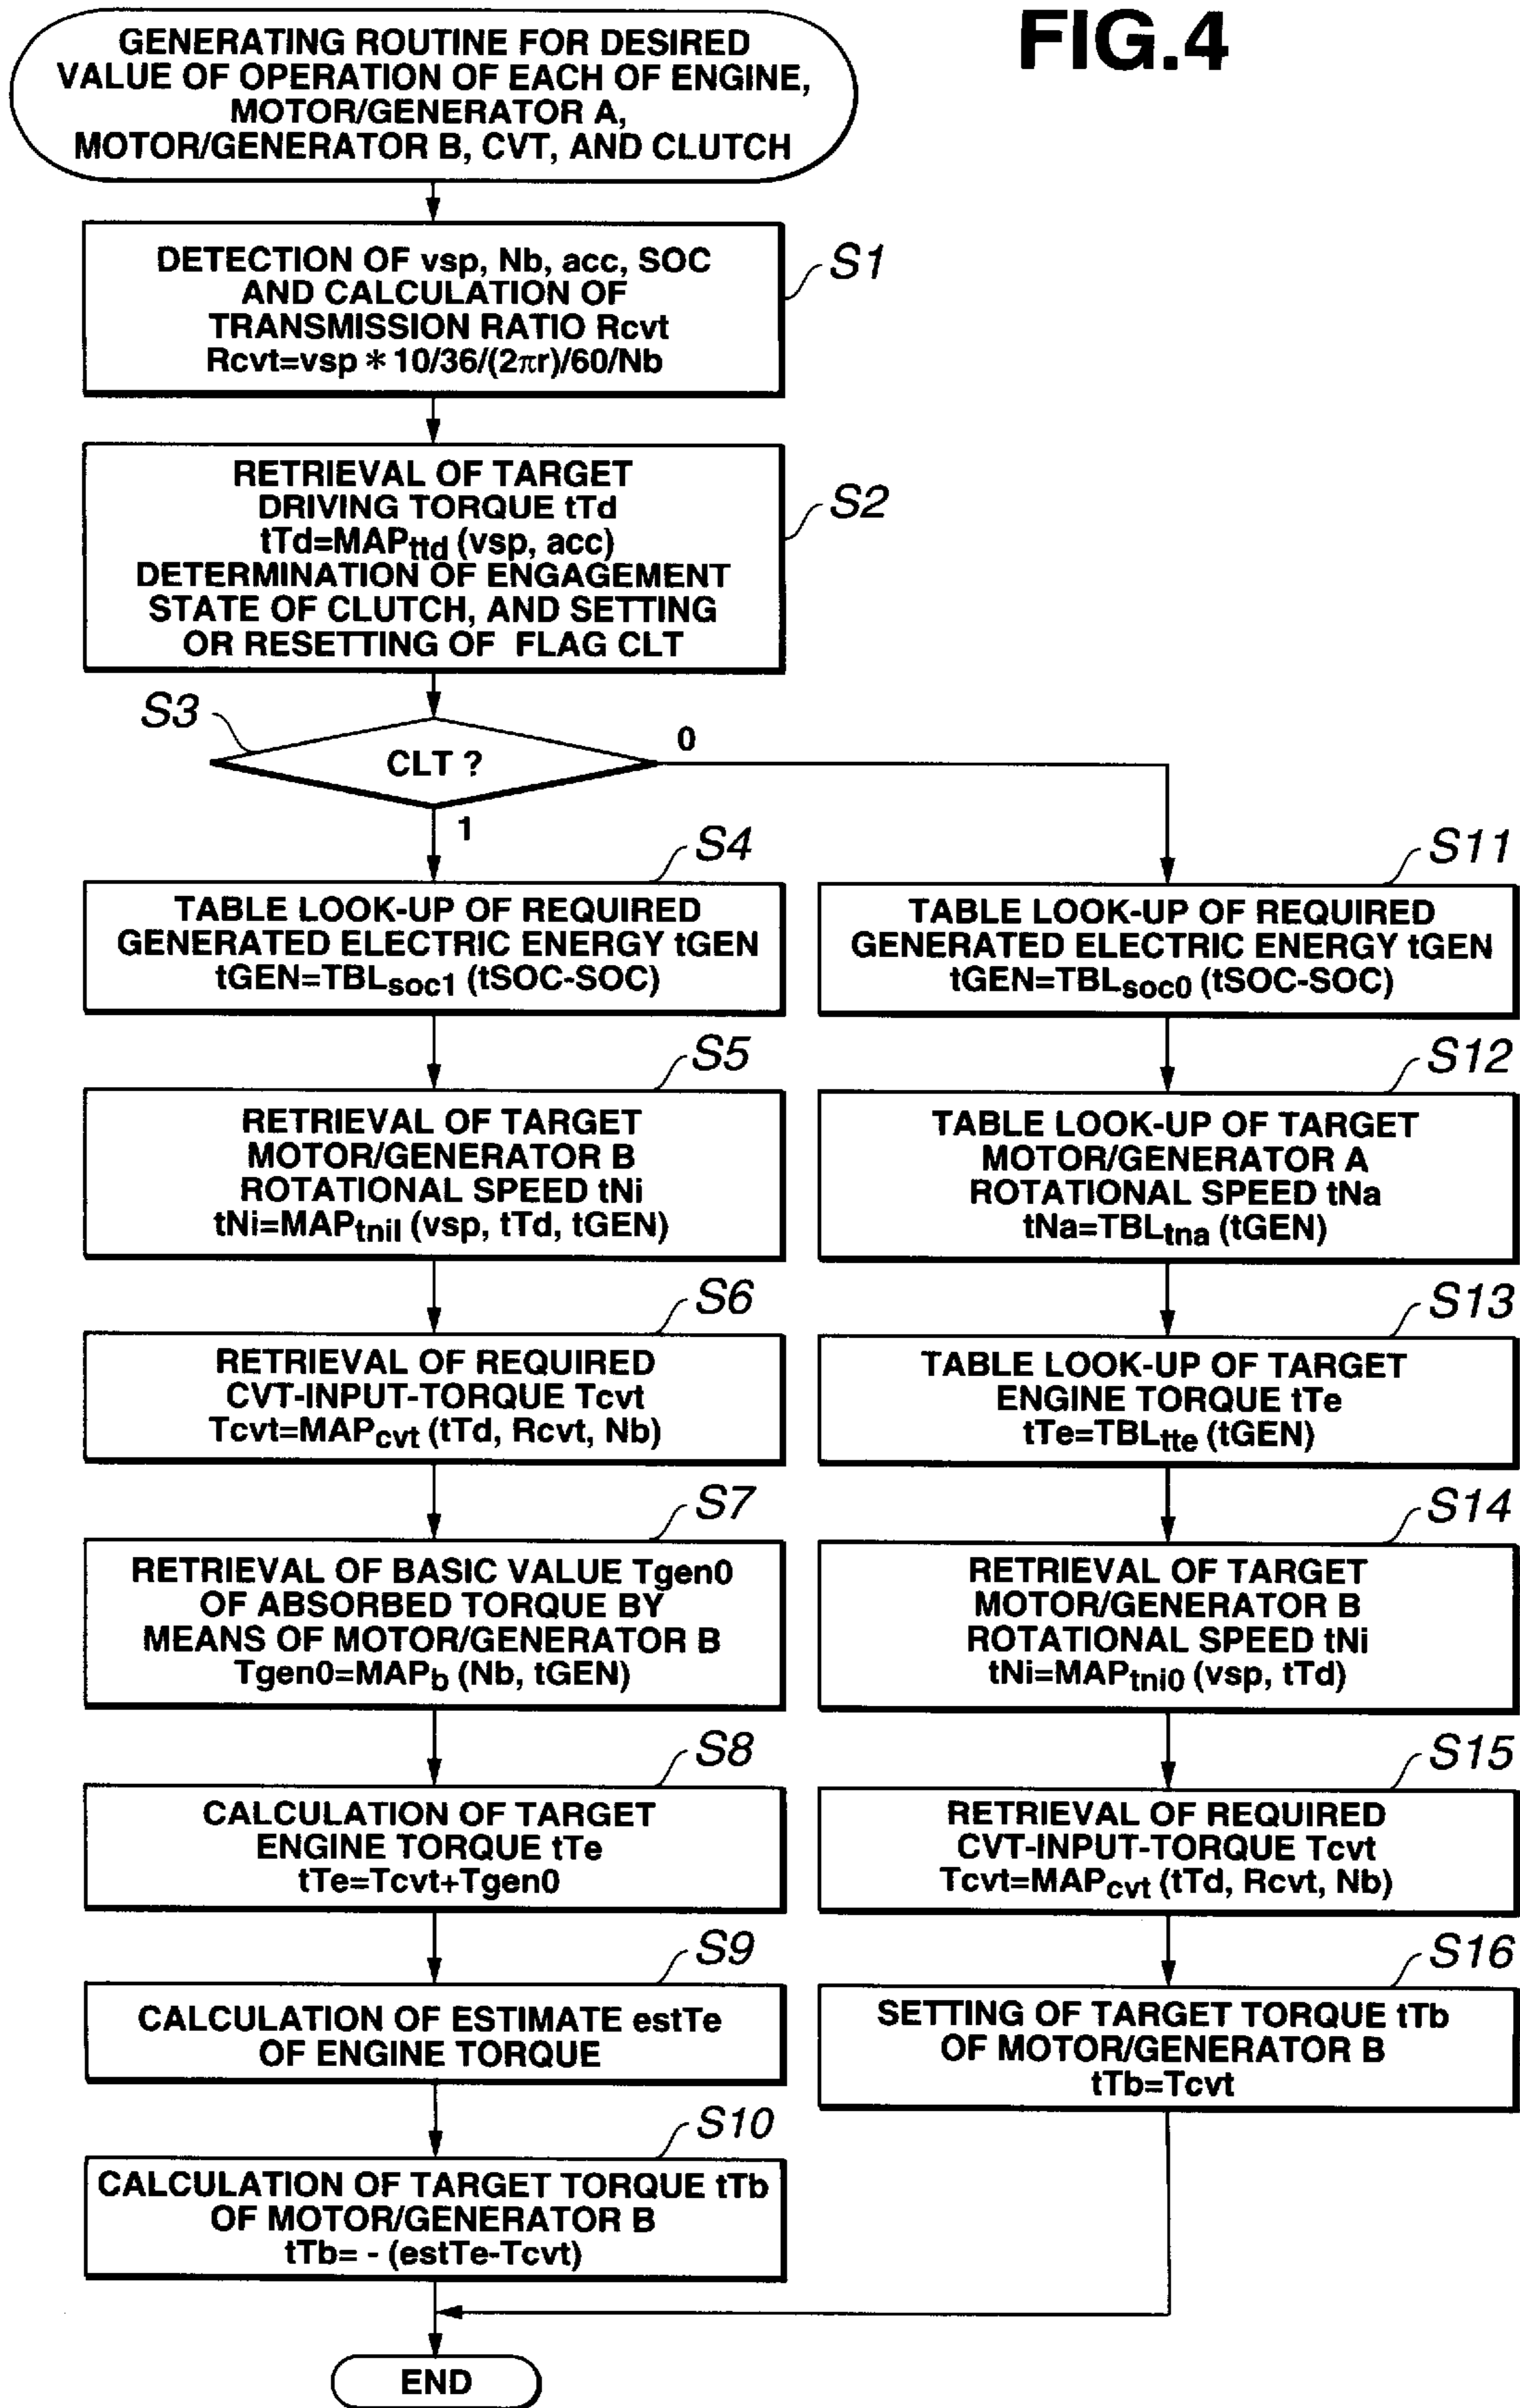 FIG.4
GENERATING ROUTINE FOR DESIRED
VALUE OF OPERATION OF EACH OF ENGINE,
MOTOR/GENERATOR A,
MOTOR/GENERATOR B, CVT, AND CLUTCH
S1
DETECTION OF vsp, Nb, acc, SOC
AND CALCULATION OF
TRANSMISSION RATIO Rcvt
Rcvt=vsp * 10/36/(2πr)/60/Nb
S2
RETRIEVAL OF TARGET
DRIVING TORQUE tTd
tTd=MAPttd (vsp, acc)
DETERMINATION OF ENGAGEMENT
STATE OF CLUTCH, AND SETTING
OR RESETTING OF FLAG CLT
S3
CLT ?
0
1
S4
TABLE LOOK-UP OF REQUIRED
GENERATED ELECTRIC ENERGY tGEN
tGEN=TBLsoc1 (tSOC-SOC)
S5
RETRIEVAL OF TARGET
MOTOR/GENERATOR B
ROTATIONAL SPEED tNi
tNi=MAPtnil (vsp, tTd, tGEN)
S6
RETRIEVAL OF REQUIRED
CVT-INPUT-TORQUE Tcvt
Tcvt=MAPcvt (tTd, Rcvt, Nb)
S7
RETRIEVAL OF BASIC VALUE Tgen0
OF ABSORBED TORQUE BY
MEANS OF MOTOR/GENERATOR B
Tgen0=MAPb (Nb, tGEN)
S8
CALCULATION OF TARGET
ENGINE TORQUE tTe
tTe=Tcvt+Tgen0
S9
CALCULATION OF ESTIMATE estTe
OF ENGINE TORQUE
S10
CALCULATION OF TARGET TORQUE tTb
OF MOTOR/GENERATOR B
tTb= - (estTe-Tcvt)
S11
TABLE LOOK-UP OF REQUIRED
GENERATED ELECTRIC ENERGY tGEN
tGEN=TBLsoc0 (tSOC-SOC)
S12
TABLE LOOK-UP OF TARGET
MOTOR/GENERATOR A
ROTATIONAL SPEED tNa
tNa=TBLtna (tGEN)
S13
TABLE LOOK-UP OF TARGET
ENGINE TORQUE tTe
tTe=TBLtte (tGEN)
S14
RETRIEVAL OF TARGET
MOTOR/GENERATOR B
ROTATIONAL SPEED tNi
tNi=MAPtni0 (vsp, tTd)
S15
RETRIEVAL OF REQUIRED
CVT-INPUT-TORQUE Tcvt
Tcvt=MAPcvt (tTd, Rcvt, Nb)
S16
SETTING OF TARGET TORQUE tTb
OF MOTOR/GENERATOR B
tTb=Tcvt
END